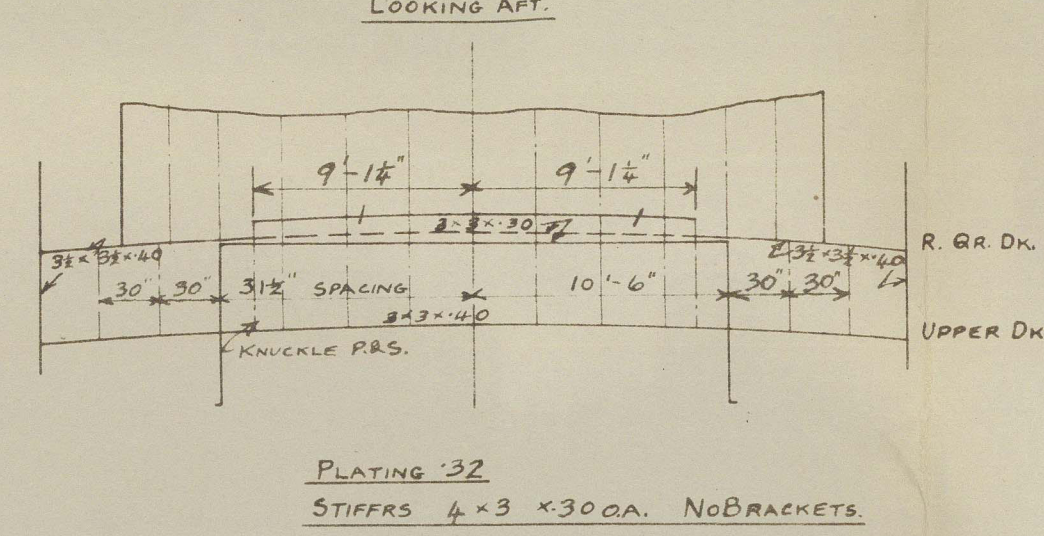 LOOKING AFT.
9'-1¼" 9'-1¼"
3×3×·30
R. QR. DK.
3½×3½×·40 3½×3½×·40
30" 30" 31½" SPACING 10'-6" 30" 30"
3×3×·40
UPPER DK
KNUCKLE P.&S.
PLATING ·32
STIFFRS 4×3 ×·30 O.A. NO BRACKETS.